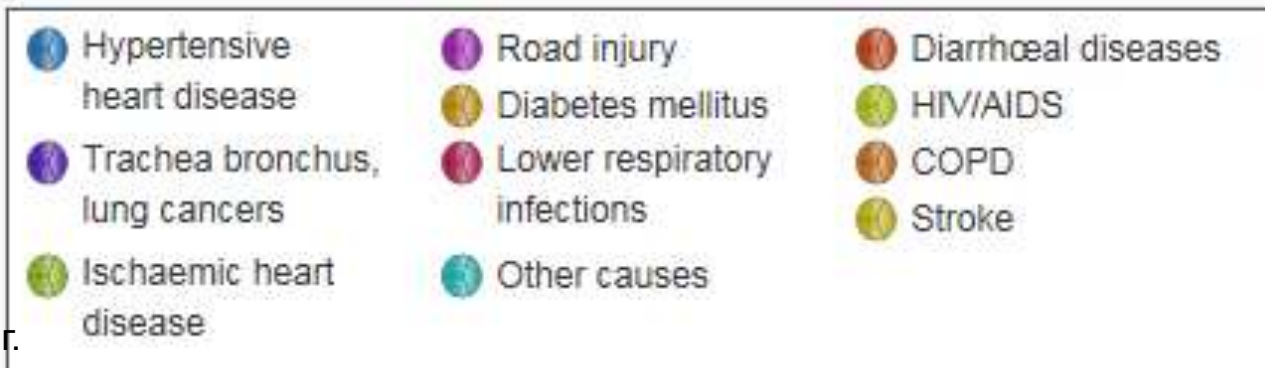 Hypertensive
heart disease
Trachea bronchus,
lung cancers
Ischaemic heart
disease
Road injury
Diabetes mellitus
Lower respiratory
infections
Other causes
Diarrhœal diseases
HIV/AIDS
COPD
Stroke
г.